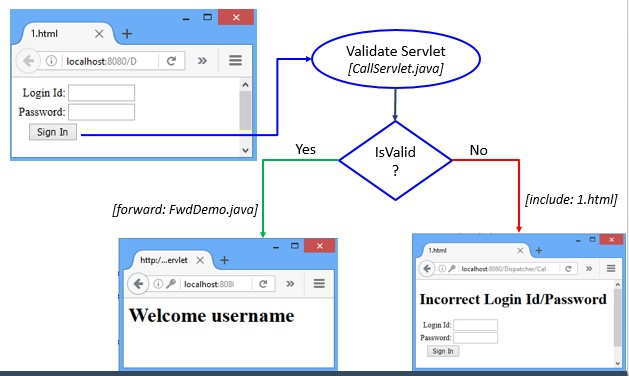 1.html
localhost:8080/D
Login Id:
Password:
Sign In
Validate Servlet
[CallServlet.java]
IsValid
?
Yes
No
[forward: FwdDemo.java]
[include: 1.html]
http:/...ervlet
localhost:808
Welcome username
1.html
localhost:8080/Dispatcher/Cal
Incorrect Login Id/Password
Login Id:
Password:
Sign In